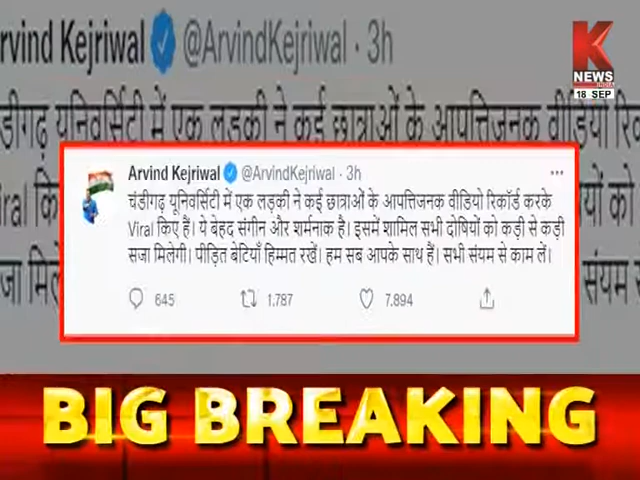 rvind Kejriwal @ArvindKejriwal · 3h
K
NEWS
INDIA
18 SEP
डीगढ़ यूनिवर्सिटी में एक लड़की ने कई छात्राओं के आपत्तिजनक वीडियो रिक
Arvind Kejriwal @ArvindKejriwal · 3h
चंडीगढ़ यूनिवर्सिटी में एक लड़की ने कई छात्राओं के आपत्तिजनक वीडियो रिकॉर्ड करके
Viral किए हैं। ये बेहद संगीन और शर्मनाक है। इसमें शामिल सभी दोषियों को कड़ी से कड़ी
सजा मिलेगी। पीड़ित बेटियाँ हिम्मत रखें। हम सब आपके साथ हैं। सभी संयम से काम लें।
645 1,787 7,894
BIG BREAKING